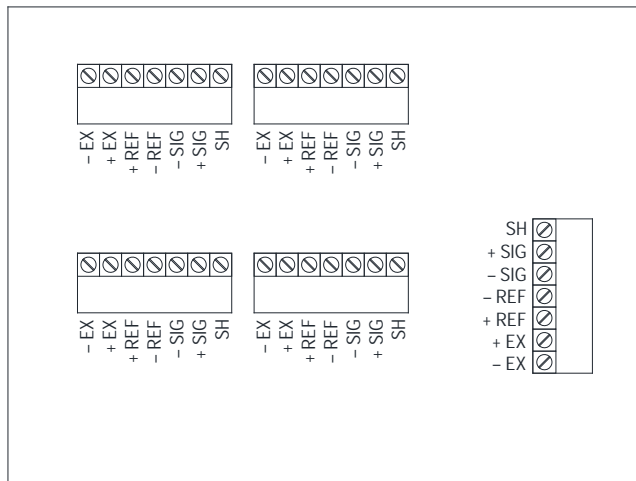 – EX
+ EX
+ REF
– REF
– SIG
+ SIG
SH
– EX
+ EX
+ REF
– REF
– SIG
+ SIG
SH
– EX
+ EX
+ REF
– REF
– SIG
+ SIG
SH
– EX
+ EX
+ REF
– REF
– SIG
+ SIG
SH
SH
+ SIG
– SIG
– REF
+ REF
+ EX
– EX